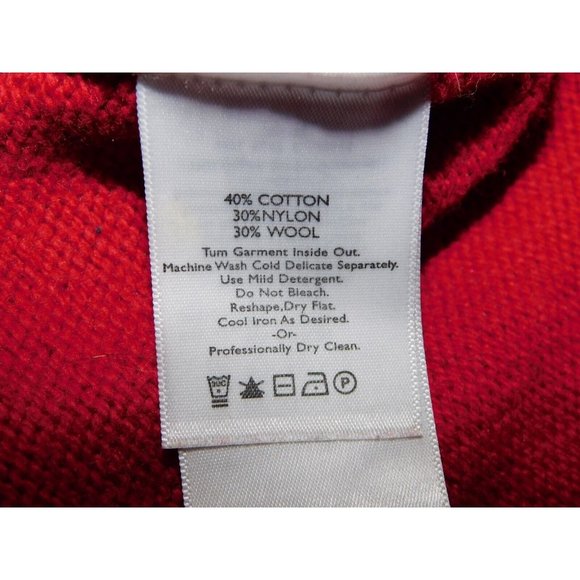 40% COTTON
30%NYLON
30% WOOL
Turn Garment Inside Out.
Machine Wash Cold Delicate Separately.
Use Mild Detergent.
Do Not Bleach.
Reshape,Dry Flat.
Cool Iron As Desired.
-Or-
Professionally Dry Clean.
P